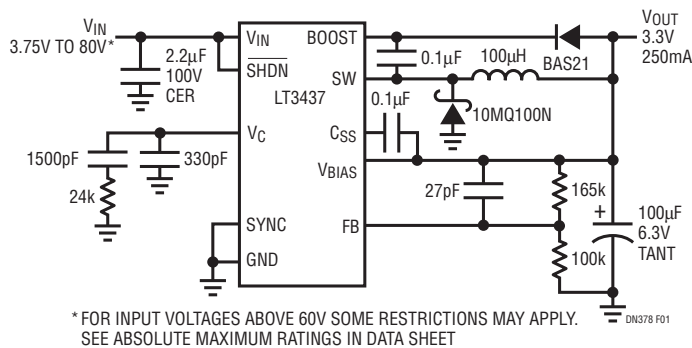 VIN
3.75V TO 80V*
2.2µF
100V
CER
VIN
SHDN
LT3437
BOOST
0.1µF
SW
100µH
BAS21
VOUT
3.3V
250mA
10MQ100N
0.1µF
CSS
VC
1500pF
330pF
24k
VBIAS
27pF
165k
SYNC
FB
100k
+
100µF
6.3V
TANT
GND
* FOR INPUT VOLTAGES ABOVE 60V SOME RESTRICTIONS MAY APPLY.
SEE ABSOLUTE MAXIMUM RATINGS IN DATA SHEET
DN378 F01